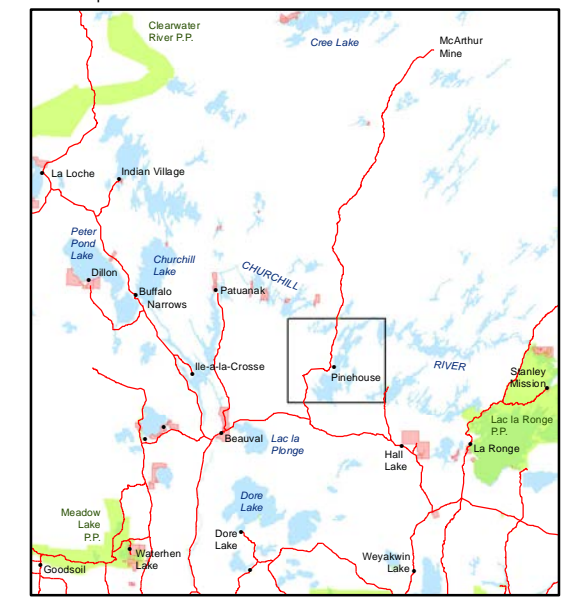 Clearwater
River P.P.
Cree Lake
McArthur
Mine
La Loche
Indian Village
Peter
Pond
Lake
Churchill
Lake
Dillon
CHURCHILL
Buffalo
Narrows
Patuanak
Ile-a-la-Crosse
Pinehouse
RIVER
Stanley
Mission
Lac la Ronge
P.P.
Beauval
Lac la
Plonge
Hall
Lake
La Ronge
Dore
Lake
Meadow
Lake
P.P.
Dore
Lake
Waterhen
Lake
Weyakwin
Lake
Goodsoil